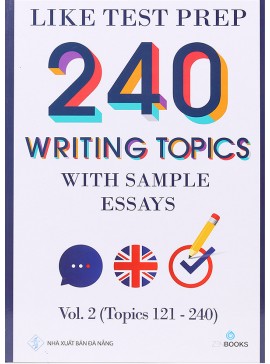 LIKE TEST PREP
240
WRITING TOPICS
WITH SAMPLE
ESSAYS
Vol. 2 (Topics 121 - 240)
NHÀ XUẤT BẢN ĐÀ NẴNG
ZENBOOKS